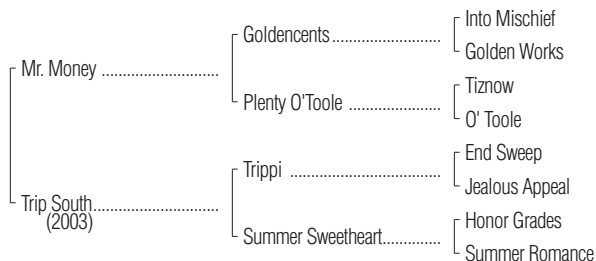 Into Mischief
Goldencents
Golden Works
Mr. Money
Tiznow
Plenty O'Toole
O' Toole
End Sweep
Trippi
Jealous Appeal
Trip South
(2003)
Honor Grades
Summer Sweetheart
Summer Romance